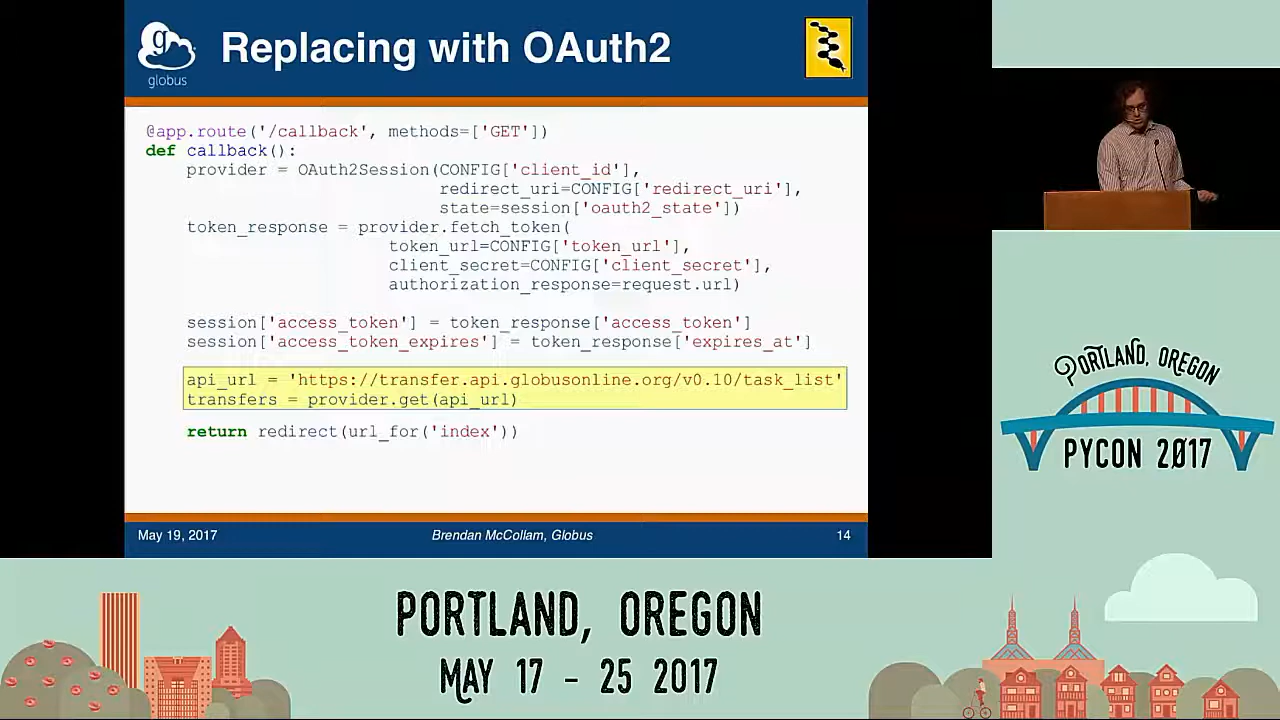 globus
Replacing with OAuth2
@app.route('/callback', methods=['GET'])
def callback():
    provider = OAuth2Session(CONFIG['client_id'],
                             redirect_uri=CONFIG['redirect_uri'],
                             state=session['oauth2_state'])
    token_response = provider.fetch_token(
                        token_url=CONFIG['token_url'],
                        client_secret=CONFIG['client_secret'],
                        authorization_response=request.url)
    session['access_token'] = token_response['access_token']
    session['access_token_expires'] = token_response['expires_at']
    api_url = 'https://transfer.api.globusonline.org/v0.10/task_list'
    transfers = provider.get(api_url)
    return redirect(url_for('index'))
May 19, 2017
Brendan McCollam, Globus
14
PORTLAND, OREGON
PYCON 2017
PORTLAND, OREGON
MAY 17 - 25 2017